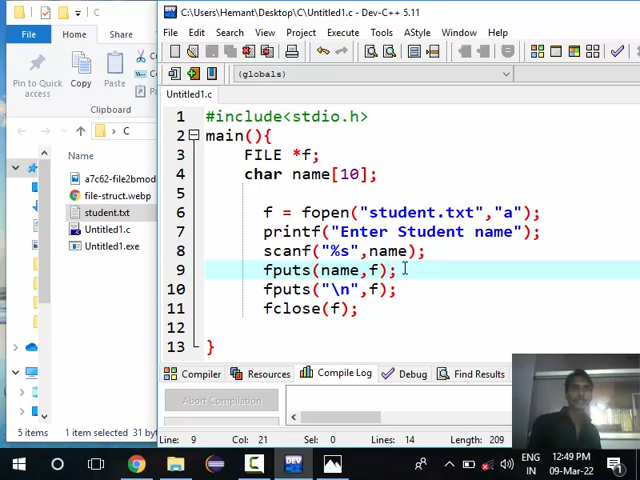 C
C:\Users\Hemant\Desktop\C\Untitled1.c - Dev-C++ 5.11
File
Home
File Edit Search View Project Execute Tools AStyle Window
Pin to Quick access
Copy
Paste
(globals)
C
Untitled1.c
Name
a7c62-file2bmod
file-struct.webp
student.txt
Untitled1.c
Untitled1.exe
1 #include<stdio.h>
2 main(){
3 FILE *f;
4 char name[10];
5
6 f = fopen("student.txt","a");
7 printf("Enter Student name");
8 scanf("%s",name);
9 fputs(name,f);
10 fputs("\n",f);
11 fclose(f);
12
13 }
Compiler Resources Compile Log Debug Find Results
Abort Compilation
5 items 1 item selected 31 byt
Line: 9 Col: 21 Sel: 0 Lines: 14 Length: 209
ENG
IN
12:49 PM
09-Mar-22